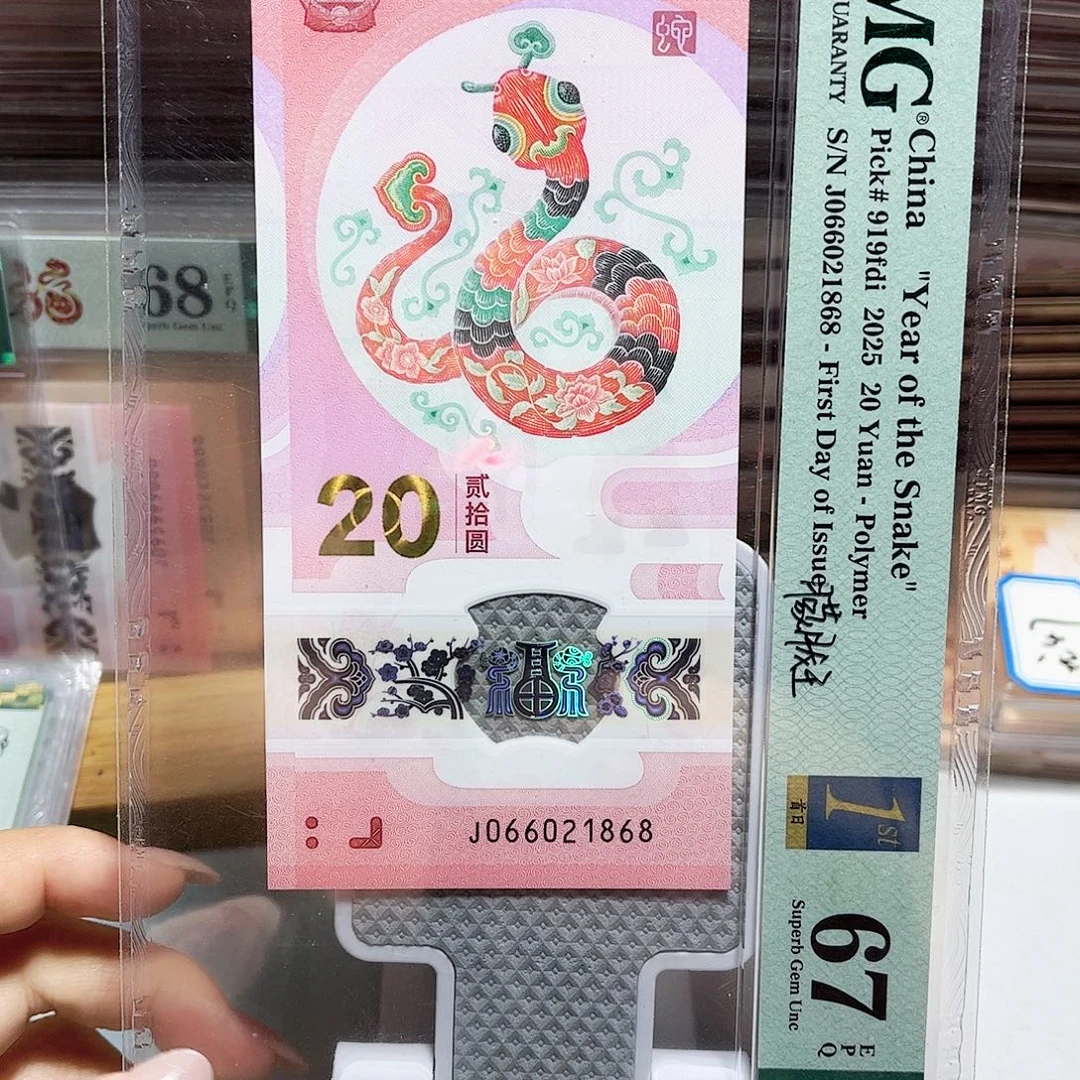 20
贰拾圆
J066021868
MG®
UARANTY
China "Year of the Snake"
Pick# 919fdi 2025 20 Yuan - Polymer
S/N J066021868 - First Day of Issue
1st
首日
67
EPQ
Superb Gem Unc
68
EPQ
Superb Gem Unc